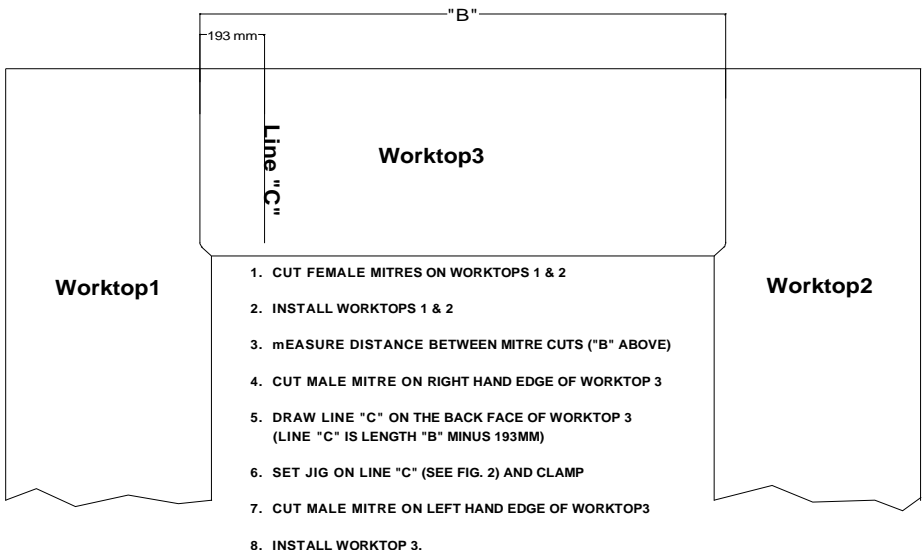 "B"
193 mm
Line "C"
Worktop3
Worktop1
Worktop2
1. CUT FEMALE MITRES ON WORKTOPS 1 & 2
2. INSTALL WORKTOPS 1 & 2
3. mEASURE DISTANCE BETWEEN MITRE CUTS ("B" ABOVE)
4. CUT MALE MITRE ON RIGHT HAND EDGE OF WORKTOP 3
5. DRAW LINE "C" ON THE BACK FACE OF WORKTOP 3
(LINE "C" IS LENGTH "B" MINUS 193MM)
6. SET JIG ON LINE "C" (SEE FIG. 2) AND CLAMP
7. CUT MALE MITRE ON LEFT HAND EDGE OF WORKTOP3
8. INSTALL WORKTOP 3.